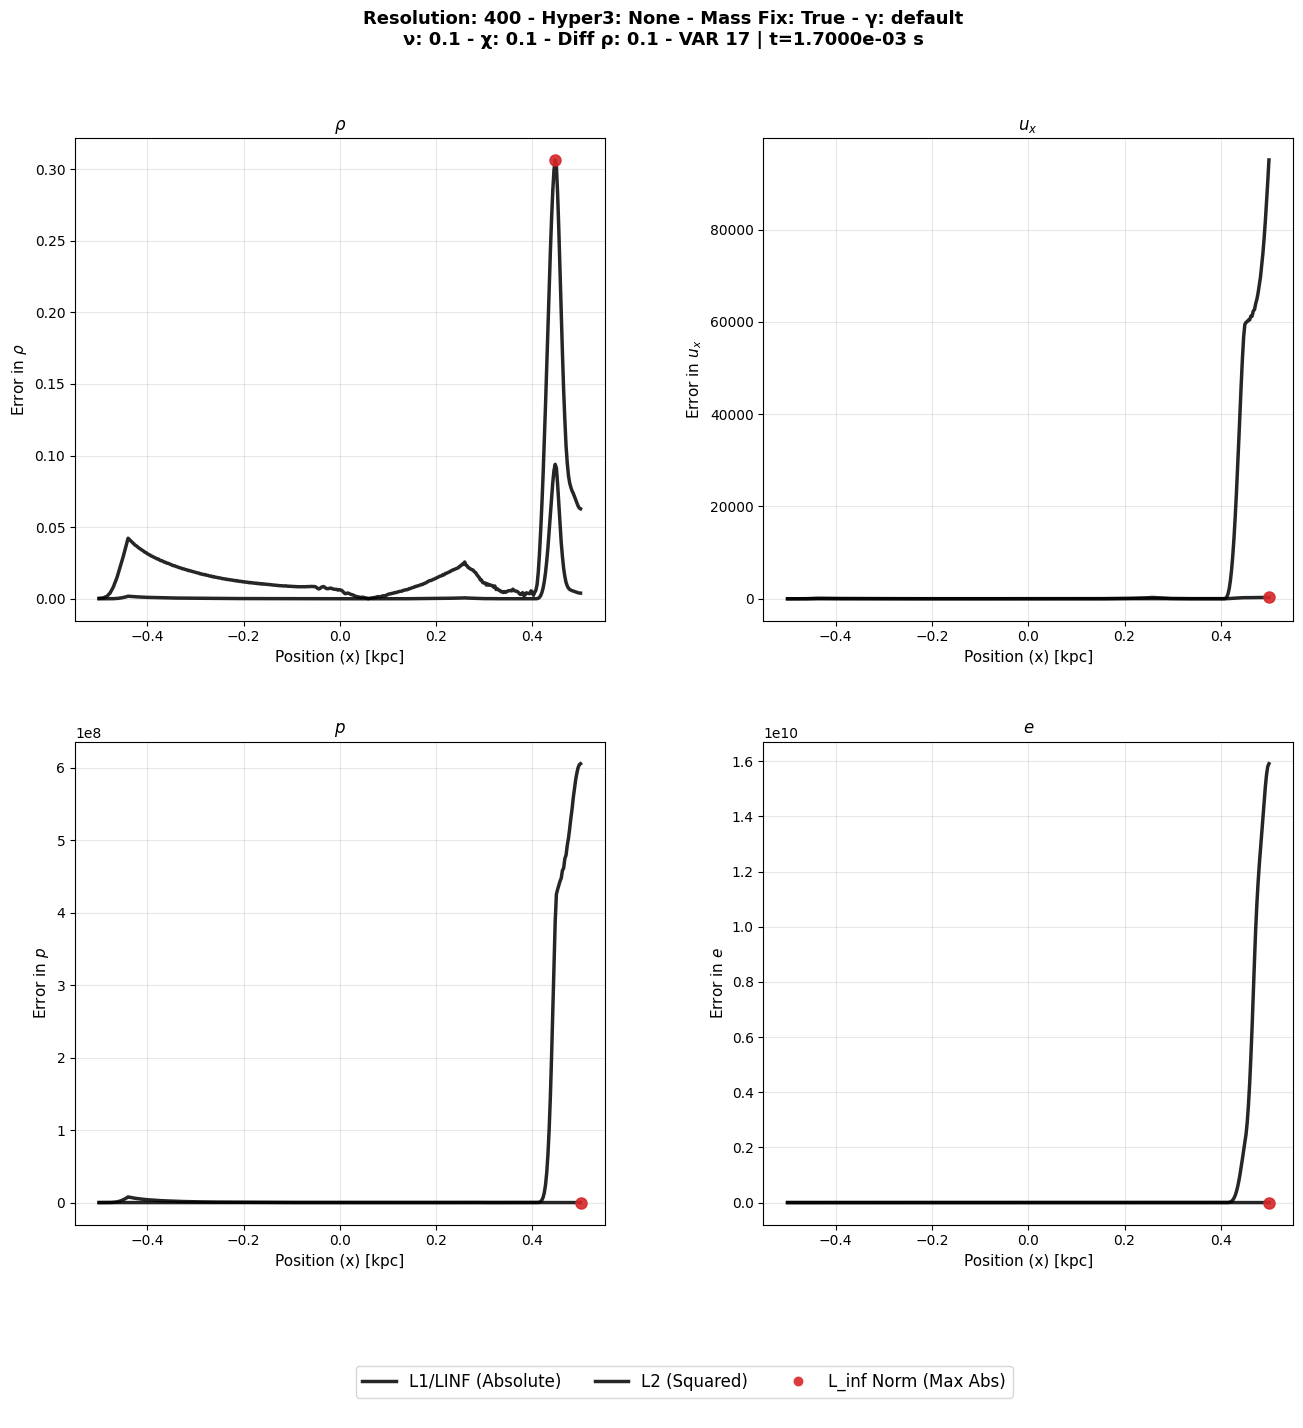 Resolution: 400 - Hyper3: None - Mass Fix: True - γ: default
ν: 0.1 - χ: 0.1 - Diff ρ: 0.1 - VAR 17 | t=1.7000e-03 s
ρ
Error in ρ
0.30
0.25
0.20
0.15
0.10
0.05
0.00
−0.4 −0.2 0.0 0.2 0.4
Position (x) [kpc]
u_x
Error in u_x
80000
60000
40000
20000
0
−0.4 −0.2 0.0 0.2 0.4
Position (x) [kpc]
p
1e8
Error in p
6
5
4
3
2
1
0
−0.4 −0.2 0.0 0.2 0.4
Position (x) [kpc]
e
1e10
Error in e
1.6
1.4
1.2
1.0
0.8
0.6
0.4
0.2
0.0
−0.4 −0.2 0.0 0.2 0.4
Position (x) [kpc]
L1/LINF (Absolute) L2 (Squared) L_inf Norm (Max Abs)